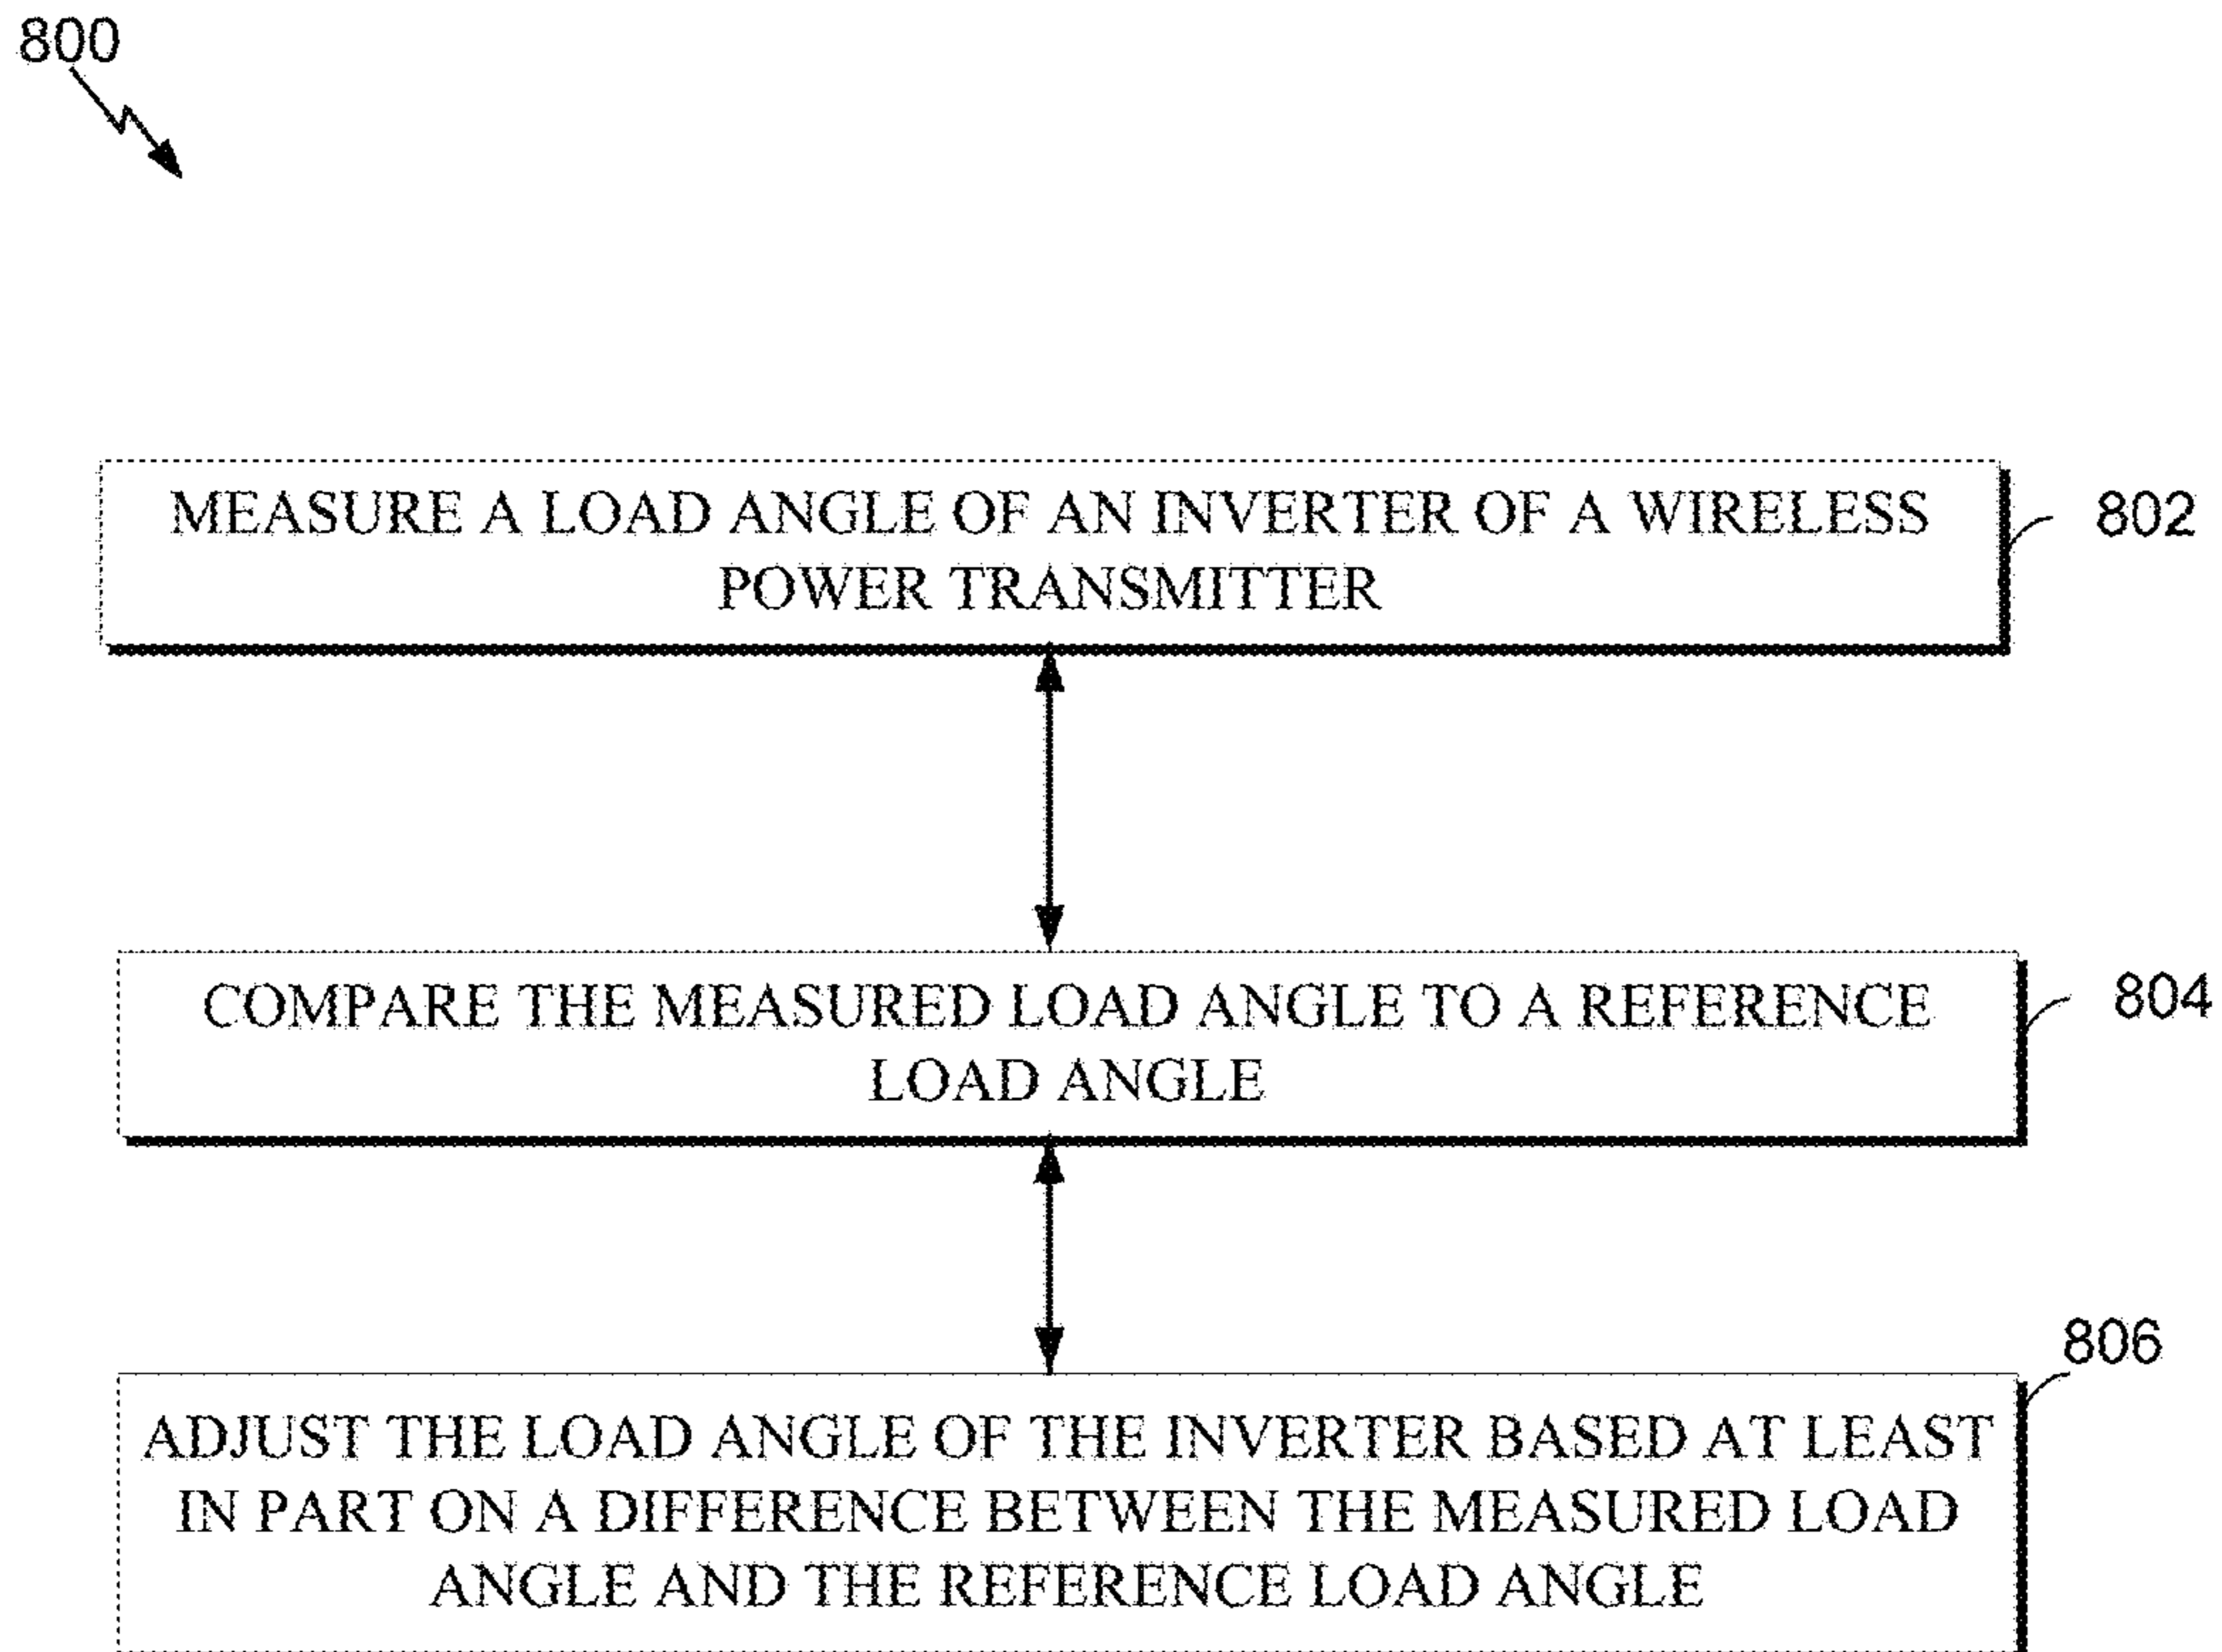 800
MEASURE A LOAD ANGLE OF AN INVERTER OF A WIRELESS
POWER TRANSMITTER
802
COMPARE THE MEASURED LOAD ANGLE TO A REFERENCE
LOAD ANGLE
804
806
ADJUST THE LOAD ANGLE OF THE INVERTER BASED AT LEAST
IN PART ON A DIFFERENCE BETWEEN THE MEASURED LOAD
ANGLE AND THE REFERENCE LOAD ANGLE